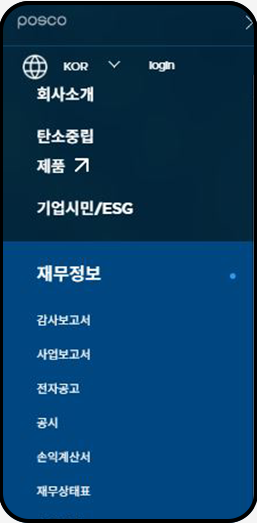 posco
KOR login
회사소개
탄소중립
제품
기업시민/ESG
재무정보
감사보고서
사업보고서
전자공고
공시
손익계산서
재무상태표